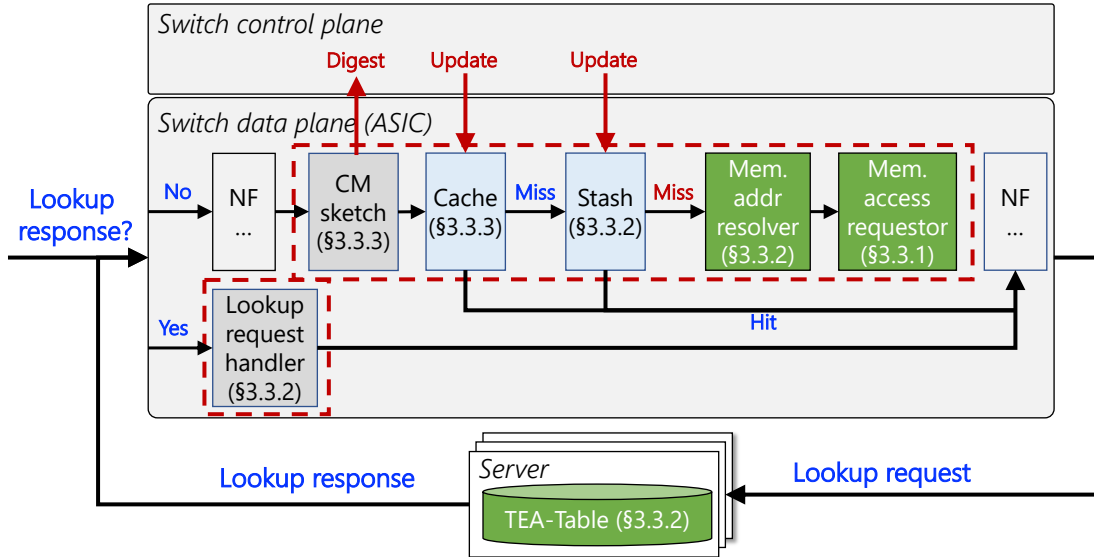 Switch control plane
Digest
Update
Update
Switch data plane (ASIC)
Lookup
response?
No
NF
...
CM
sketch
(§3.3.3)
Cache
(§3.3.3)
Miss
Stash
(§3.3.2)
Miss
Mem.
addr
resolver
(§3.3.2)
Mem.
access
requestor
(§3.3.1)
NF
...
Hit
Yes
Lookup
request
handler
(§3.3.2)
Lookup response
Server
TEA-Table (§3.3.2)
Lookup request